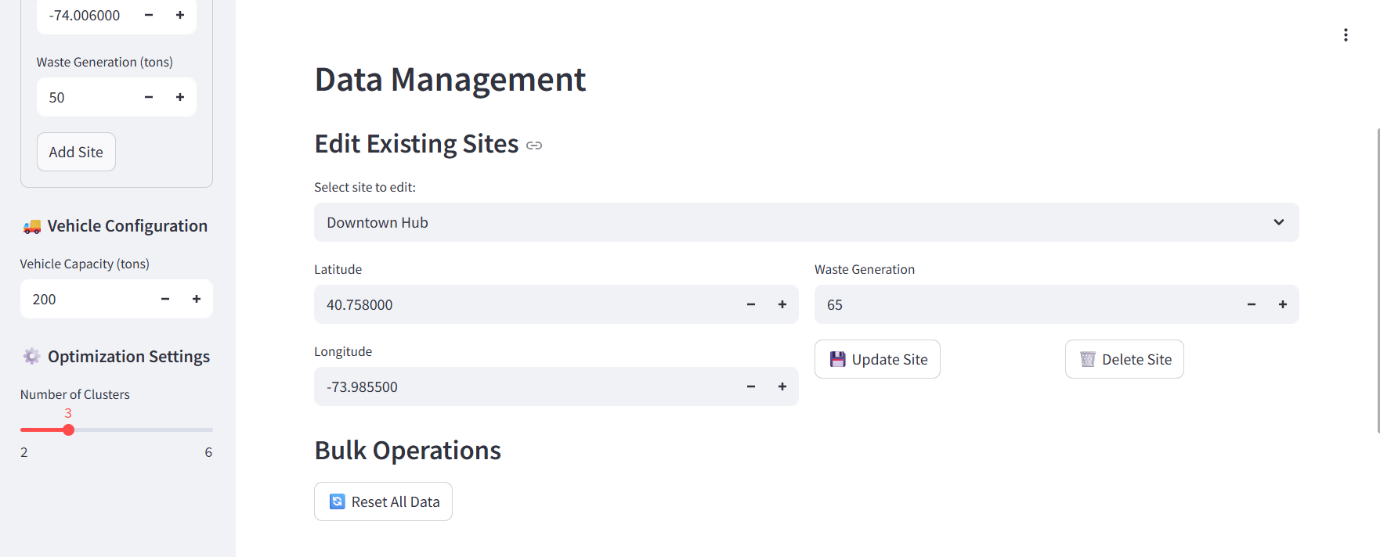 -74.006000
Waste Generation (tons)
50
Add Site
Vehicle Configuration
Vehicle Capacity (tons)
200
Optimization Settings
Number of Clusters
3
2 6
Data Management
Edit Existing Sites
Select site to edit:
Downtown Hub
Latitude
40.758000
Longitude
-73.985500
Waste Generation
65
Update Site
Delete Site
Bulk Operations
Reset All Data